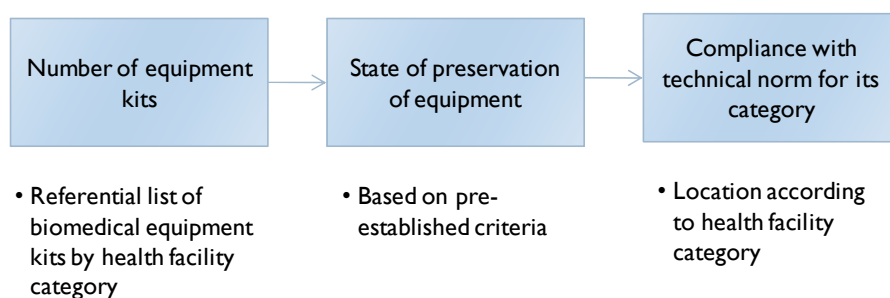 Number of equipment
kits
State of preservation
of equipment
Compliance with
technical norm for its
category
• Referential list of
biomedical equipment
kits by health facility
category
• Based on pre-
established criteria
• Location according
to health facility
category